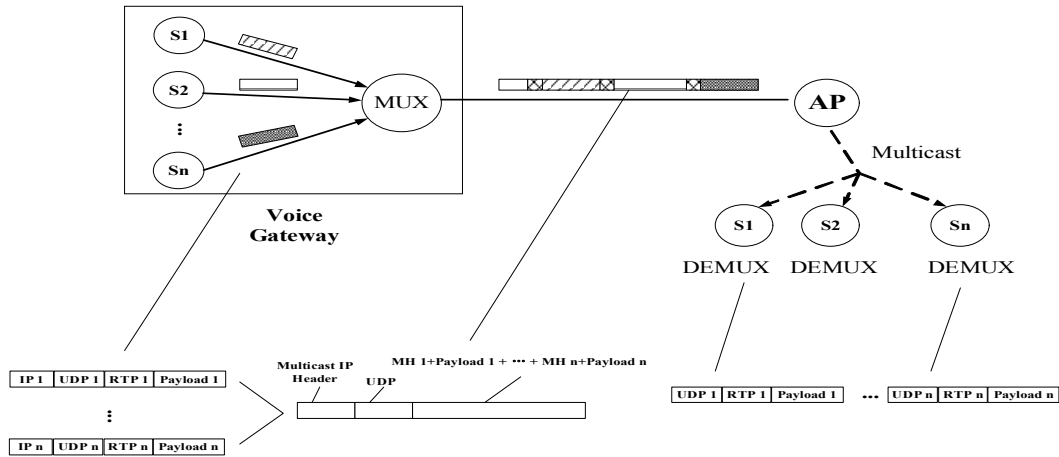 S1
S2
...
Sn
MUX
AP
Multicast
Voice
Gateway
S1
S2
Sn
DEMUX
DEMUX
DEMUX
IP 1 UDP 1 RTP 1 Payload 1
...
IP n UDP n RTP n Payload n
Multicast IP
Header
UDP
MH 1+Payload 1 + ... + MH n+Payload n
UDP 1 RTP 1 Payload 1 ... UDP n RTP n Payload n